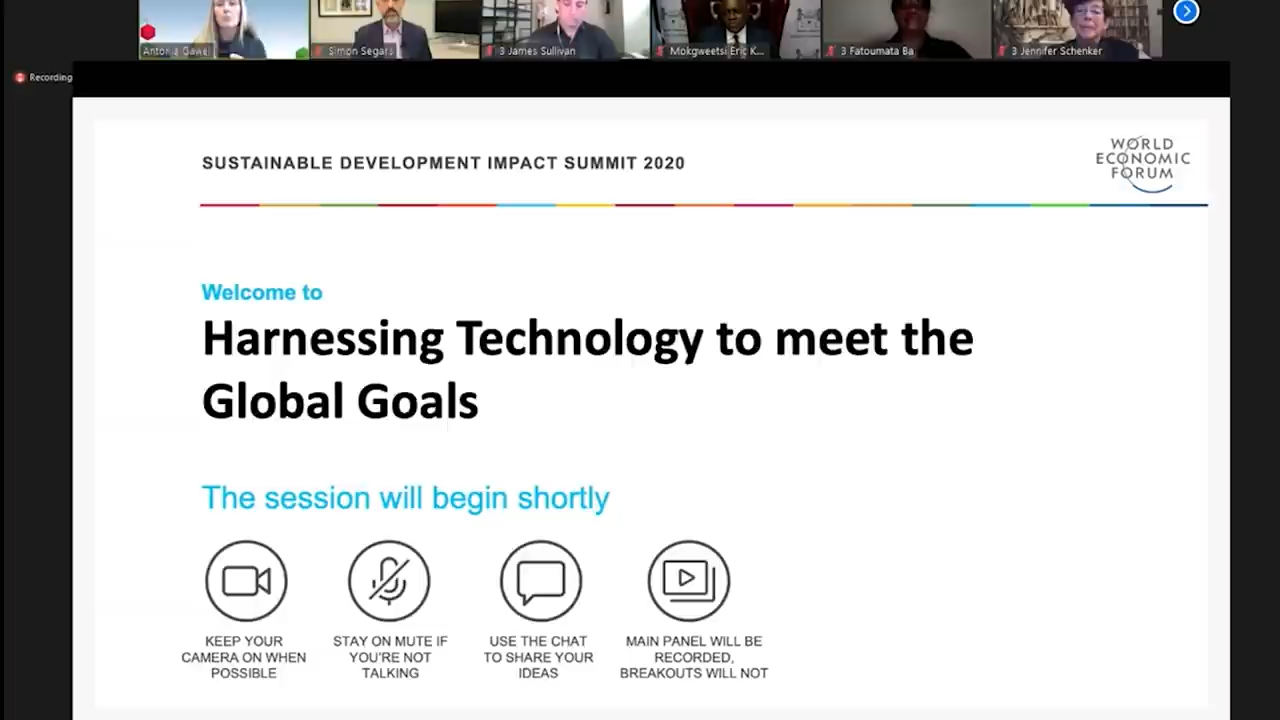 Antonia Gawel
Simon Segars
3 James Sullivan
Mokgweetsi Eric K...
3 Fatoumata Ba
3 Jennifer Schenker
Recording
SUSTAINABLE DEVELOPMENT IMPACT SUMMIT 2020
WORLD
ECONOMIC
FORUM
Welcome to
Harnessing Technology to meet the
Global Goals
The session will begin shortly
KEEP YOUR
CAMERA ON WHEN
POSSIBLE
STAY ON MUTE IF
YOU'RE NOT
TALKING
USE THE CHAT
TO SHARE YOUR
IDEAS
MAIN PANEL WILL BE
RECORDED,
BREAKOUTS WILL NOT